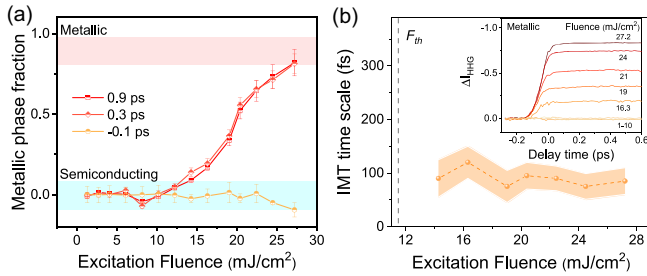 (a)
Metallic phase fraction
1.0
0.5
0.0
Metallic
0.9 ps
0.3 ps
-0.1 ps
Semiconducting
0 5 10 15 20 25 30
Excitation Fluence (mJ/cm²)
(b)
IMT time scale (fs)
300
200
100
0
F_th
12 16 20 24 28
Excitation Fluence (mJ/cm²)
ΔI_HHG
-1.0
-0.5
0.0
Metallic Fluence (mJ/cm²)
27.2
24
21
19
16.3
1-10
-0.2 0.0 0.2 0.4 0.6
Delay time (ps)